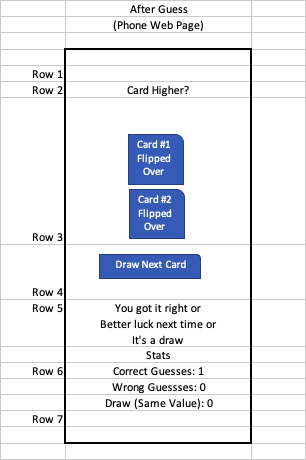 After Guess
(Phone Web Page)
Row 1
Row 2
Card Higher?
Card #1
Flipped
Over
Card #2
Flipped
Over
Row 3
Draw Next Card
Row 4
Row 5
You got it right or
Better luck next time or
It's a draw
Stats
Row 6
Correct Guesses: 1
Wrong Guessses: 0
Draw (Same Value): 0
Row 7